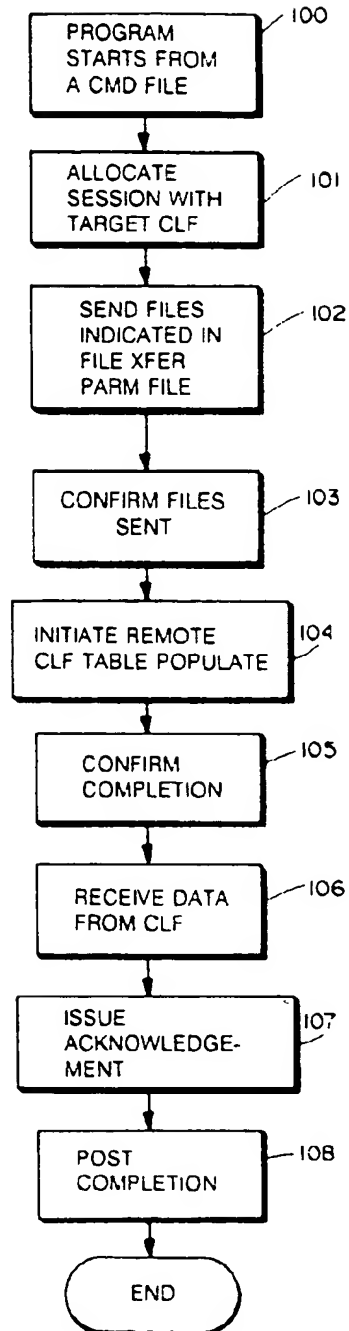 PROGRAM
STARTS FROM
A CMD FILE
100
ALLOCATE
SESSION WITH
TARGET CLF
101
SEND FILES
INDICATED IN
FILE XFER
PARM FILE
102
CONFIRM FILES
SENT
103
INITIATE REMOTE
CLF TABLE POPULATE
104
CONFIRM
COMPLETION
105
RECEIVE DATA
FROM CLF
106
ISSUE
ACKNOWLEDGE-
MENT
107
POST
COMPLETION
108
END